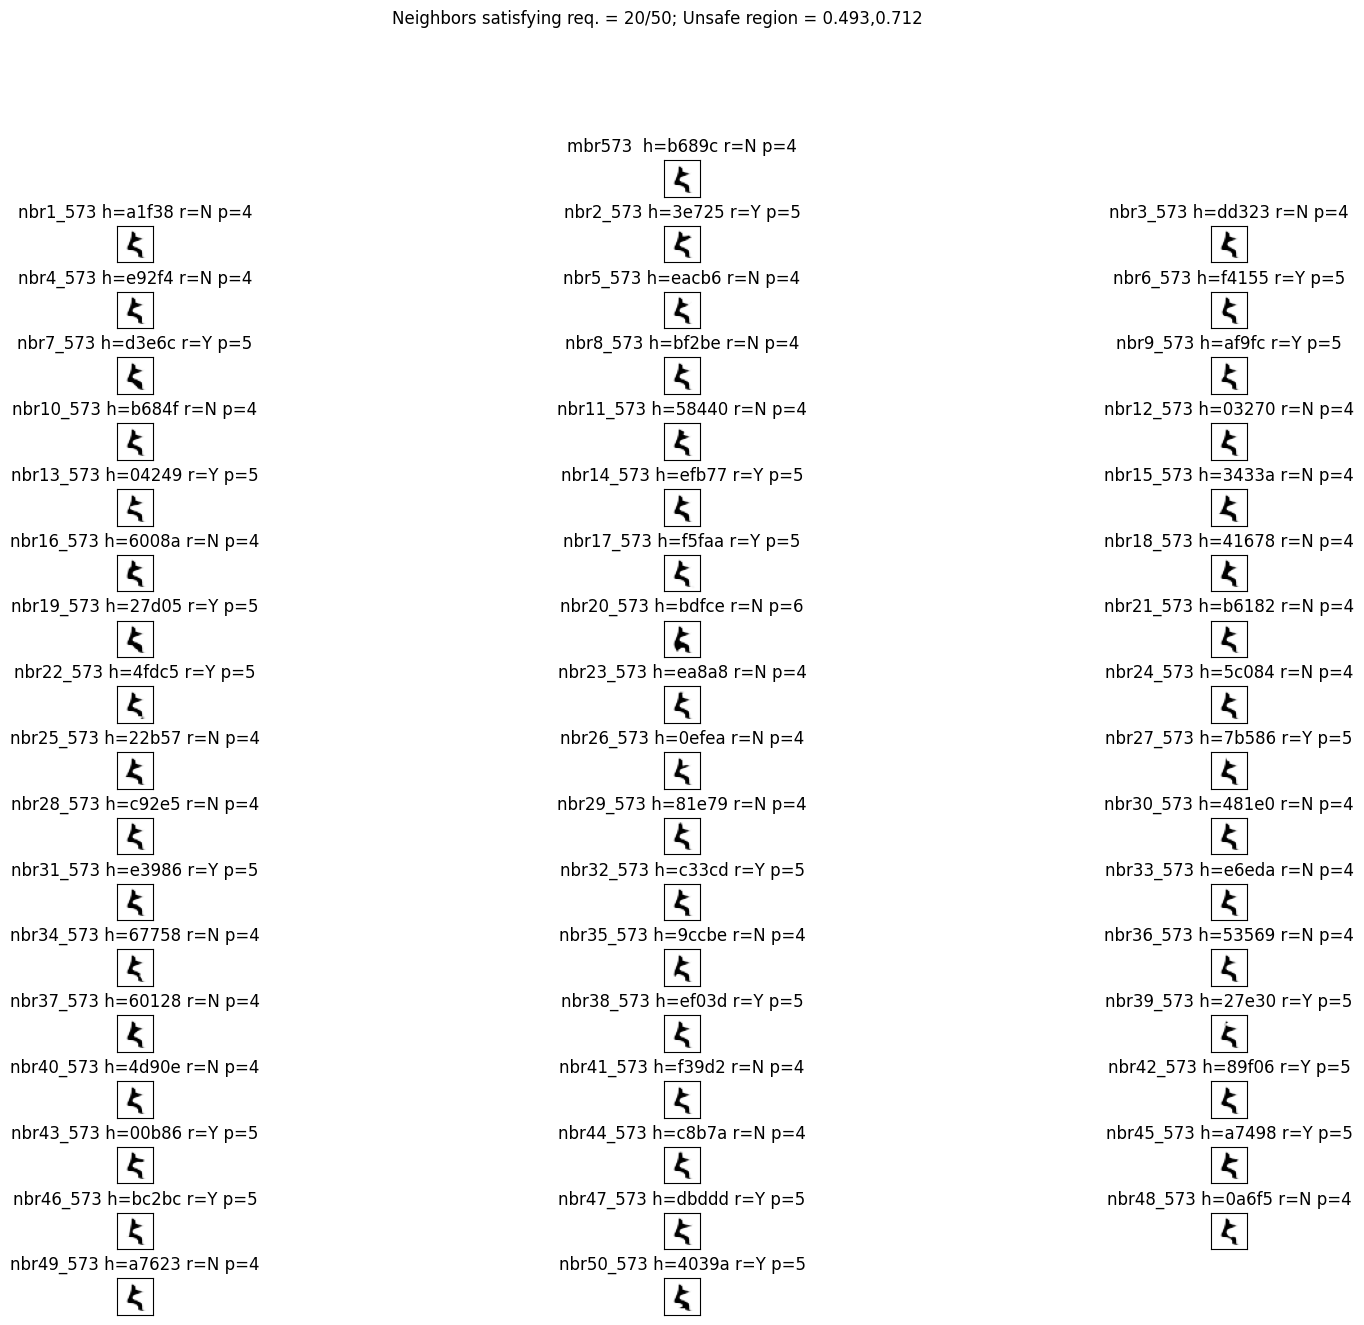 Neighbors satisfying req. = 20/50; Unsafe region = 0.493,0.712
mbr573  h=b689c r=N p=4
nbr1_573 h=a1f38 r=N p=4 nbr2_573 h=3e725 r=Y p=5 nbr3_573 h=dd323 r=N p=4
nbr4_573 h=e92f4 r=N p=4 nbr5_573 h=eacb6 r=N p=4 nbr6_573 h=f4155 r=Y p=5
nbr7_573 h=d3e6c r=Y p=5 nbr8_573 h=bf2be r=N p=4 nbr9_573 h=af9fc r=Y p=5
nbr10_573 h=b684f r=N p=4 nbr11_573 h=58440 r=N p=4 nbr12_573 h=03270 r=N p=4
nbr13_573 h=04249 r=Y p=5 nbr14_573 h=efb77 r=Y p=5 nbr15_573 h=3433a r=N p=4
nbr16_573 h=6008a r=N p=4 nbr17_573 h=f5faa r=Y p=5 nbr18_573 h=41678 r=N p=4
nbr19_573 h=27d05 r=Y p=5 nbr20_573 h=bdfce r=N p=6 nbr21_573 h=b6182 r=N p=4
nbr22_573 h=4fdc5 r=Y p=5 nbr23_573 h=ea8a8 r=N p=4 nbr24_573 h=5c084 r=N p=4
nbr25_573 h=22b57 r=N p=4 nbr26_573 h=0efea r=N p=4 nbr27_573 h=7b586 r=Y p=5
nbr28_573 h=c92e5 r=N p=4 nbr29_573 h=81e79 r=N p=4 nbr30_573 h=481e0 r=N p=4
nbr31_573 h=e3986 r=Y p=5 nbr32_573 h=c33cd r=Y p=5 nbr33_573 h=e6eda r=N p=4
nbr34_573 h=67758 r=N p=4 nbr35_573 h=9ccbe r=N p=4 nbr36_573 h=53569 r=N p=4
nbr37_573 h=60128 r=N p=4 nbr38_573 h=ef03d r=Y p=5 nbr39_573 h=27e30 r=Y p=5
nbr40_573 h=4d90e r=N p=4 nbr41_573 h=f39d2 r=N p=4 nbr42_573 h=89f06 r=Y p=5
nbr43_573 h=00b86 r=Y p=5 nbr44_573 h=c8b7a r=N p=4 nbr45_573 h=a7498 r=Y p=5
nbr46_573 h=bc2bc r=Y p=5 nbr47_573 h=dbddd r=Y p=5 nbr48_573 h=0a6f5 r=N p=4
nbr49_573 h=a7623 r=N p=4 nbr50_573 h=4039a r=Y p=5